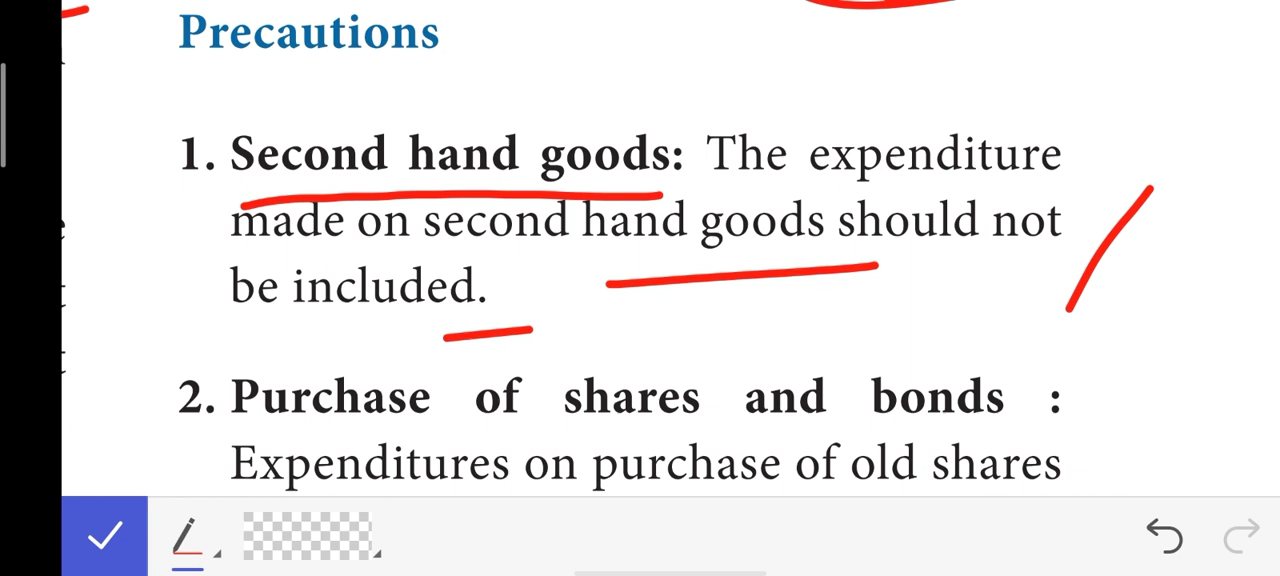 Precautions
1. Second hand goods: The expenditure
made on second hand goods should not
be included.
2. Purchase of shares and bonds :
Expenditures on purchase of old shares